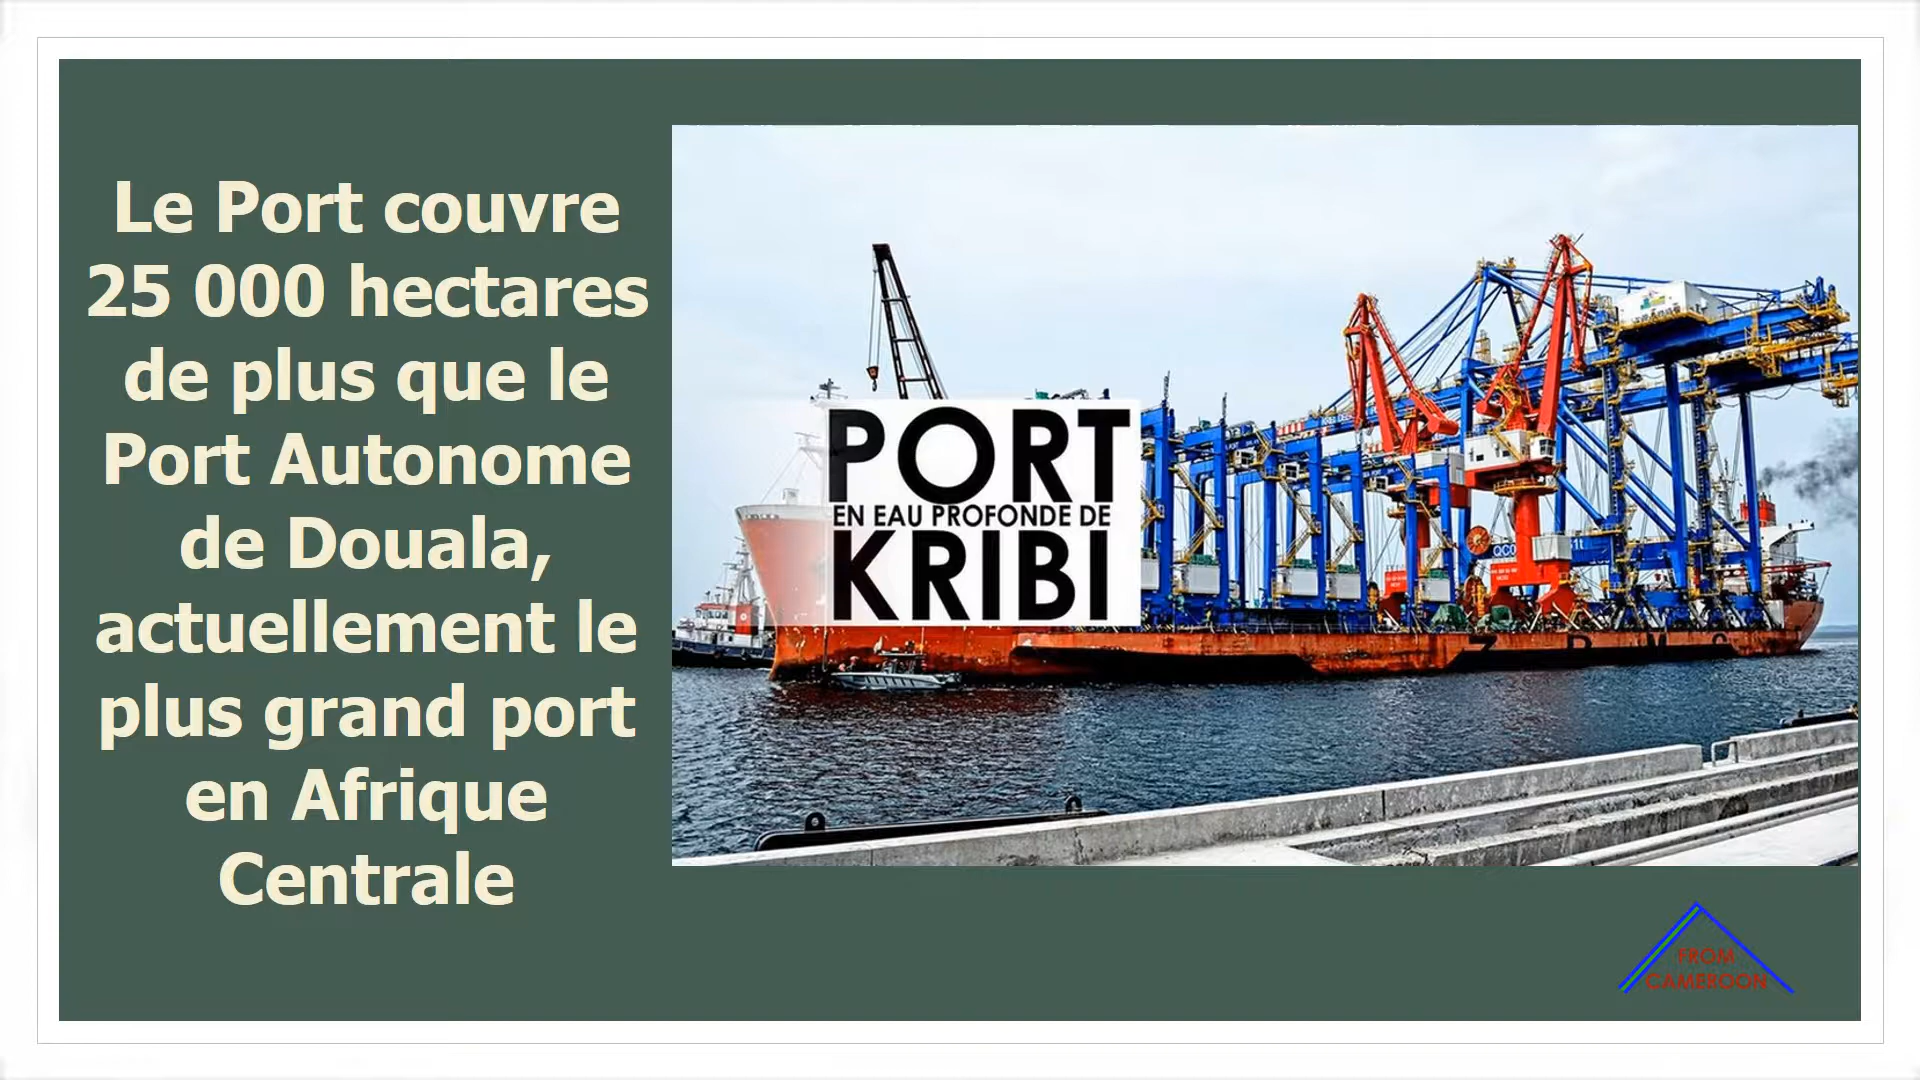 Le Port couvre
25 000 hectares
de plus que le
Port Autonome
de Douala,
actuellement le
plus grand port
en Afrique
Centrale
PORT
EN EAU PROFONDE DE
KRIBI
FROM
CAMEROON